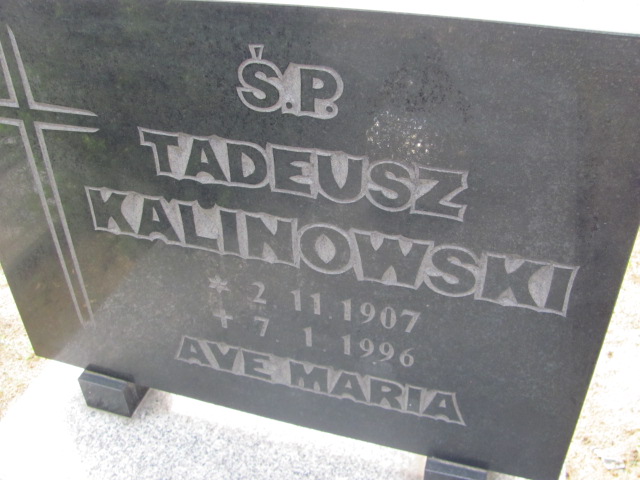 Ś.P.
TADEUSZ
KALINOWSKI
* 2 11 1907
+ 7 1 1996
AVE MARIA